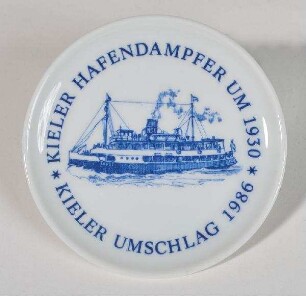 KIELER HAFENDAMPFER UM 1930
* KIELER UMSCHLAG 1986 *